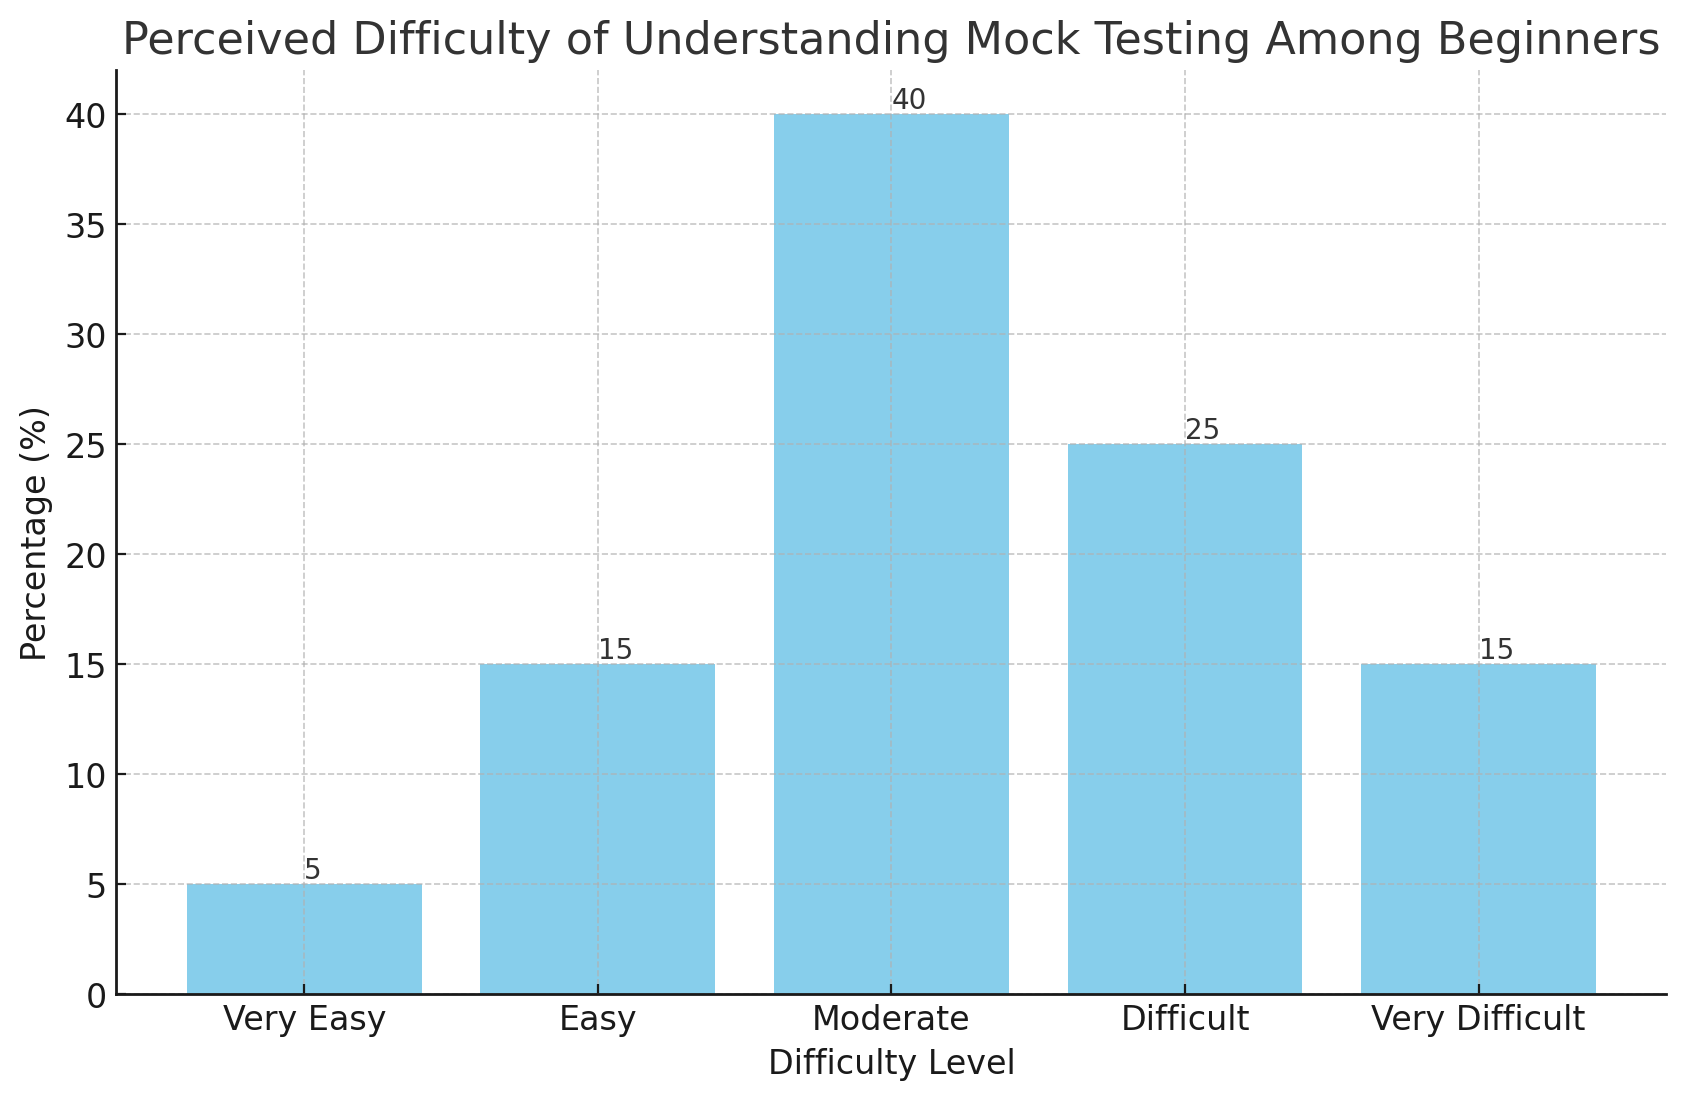 Perceived Difficulty of Understanding Mock Testing Among Beginners
40
35
30
25
20
15
10
5
0
Percentage (%)
5
15
40
25
15
Very Easy
Easy
Moderate
Difficult
Very Difficult
Difficulty Level